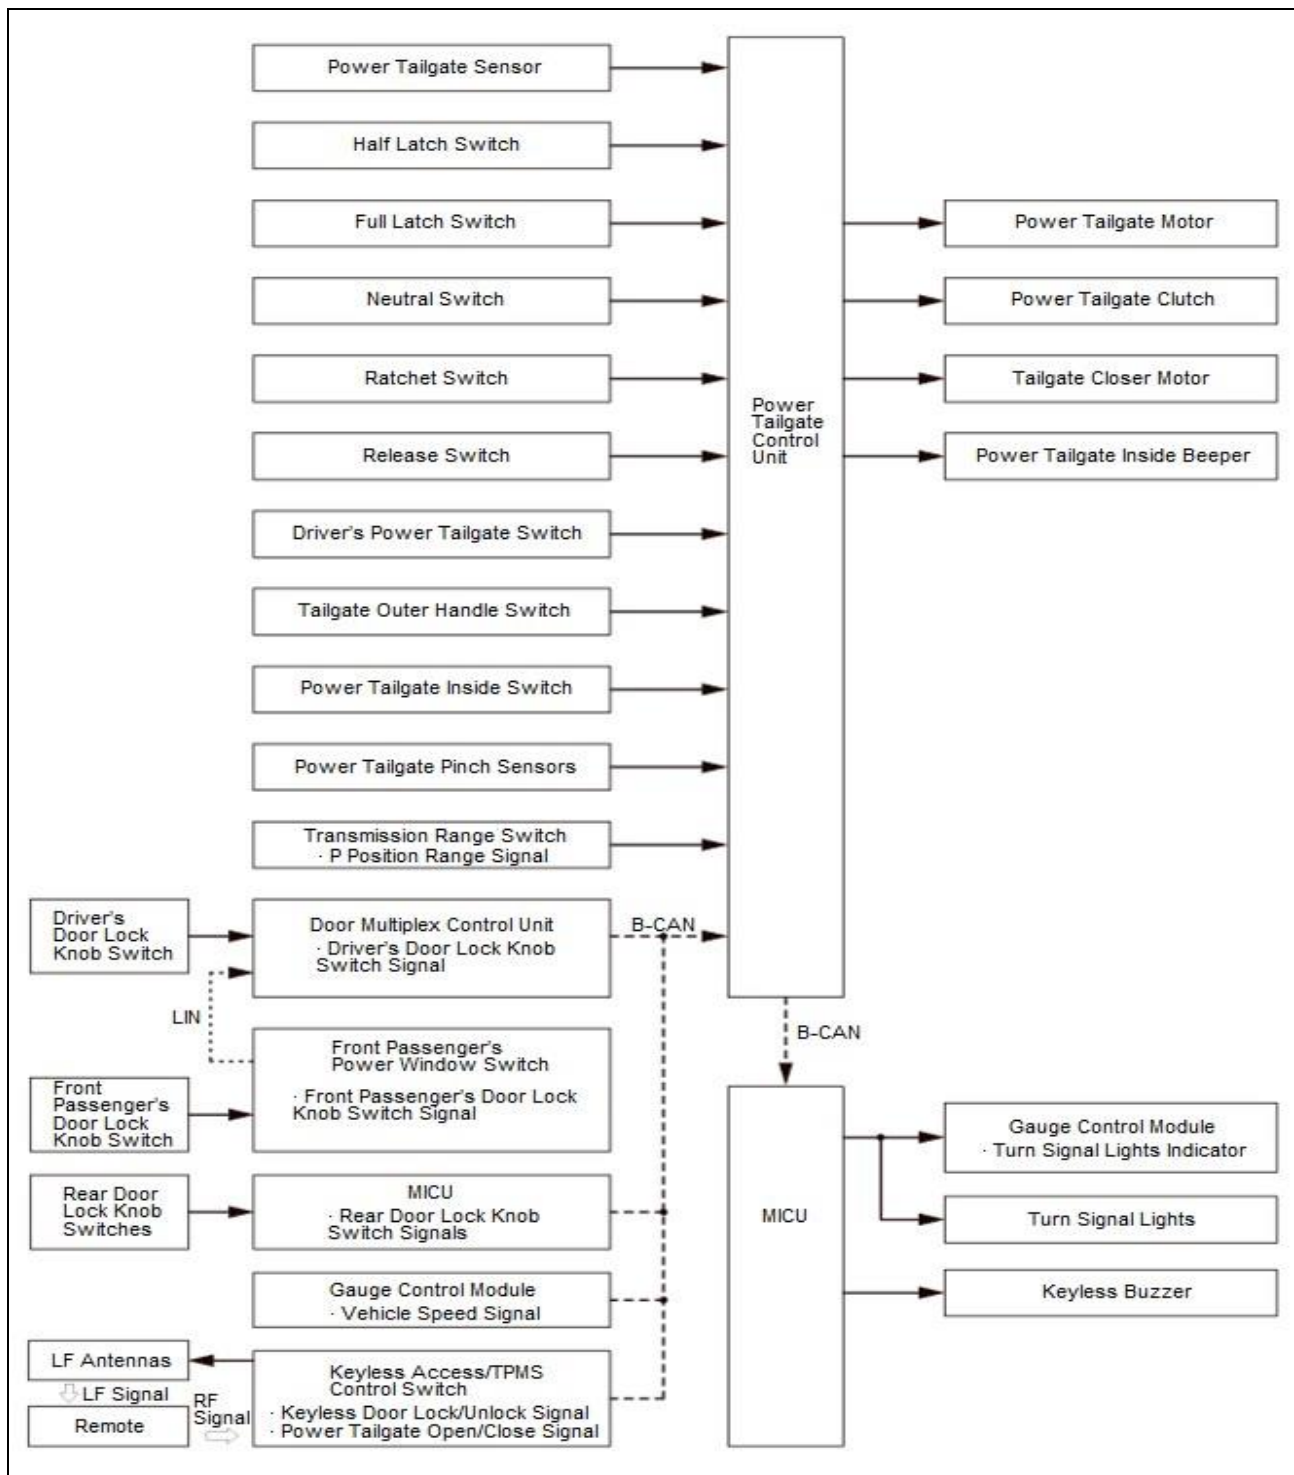 Power Tailgate Sensor
Half Latch Switch
Full Latch Switch
Neutral Switch
Ratchet Switch
Release Switch
Driver's Power Tailgate Switch
Tailgate Outer Handle Switch
Power Tailgate Inside Switch
Power Tailgate Pinch Sensors
Transmission Range Switch
· P Position Range Signal
Driver's
Door Lock
Knob Switch
Door Multiplex Control Unit
· Driver's Door Lock Knob
Switch Signal
B-CAN
LIN
Front Passenger's
Power Window Switch
· Front Passenger's Door Lock
Knob Switch Signal
Front
Passenger's
Door Lock
Knob Switch
Rear Door
Lock Knob
Switches
MICU
· Rear Door Lock Knob
Switch Signals
Gauge Control Module
· Vehicle Speed Signal
LF Antennas
LF Signal
Remote
RF
Signal
Keyless Access/TPMS
Control Switch
· Keyless Door Lock/Unlock Signal
· Power Tailgate Open/Close Signal
Power
Tailgate
Control
Unit
Power Tailgate Motor
Power Tailgate Clutch
Tailgate Closer Motor
Power Tailgate Inside Beeper
B-CAN
MICU
Gauge Control Module
· Turn Signal Lights Indicator
Turn Signal Lights
Keyless Buzzer